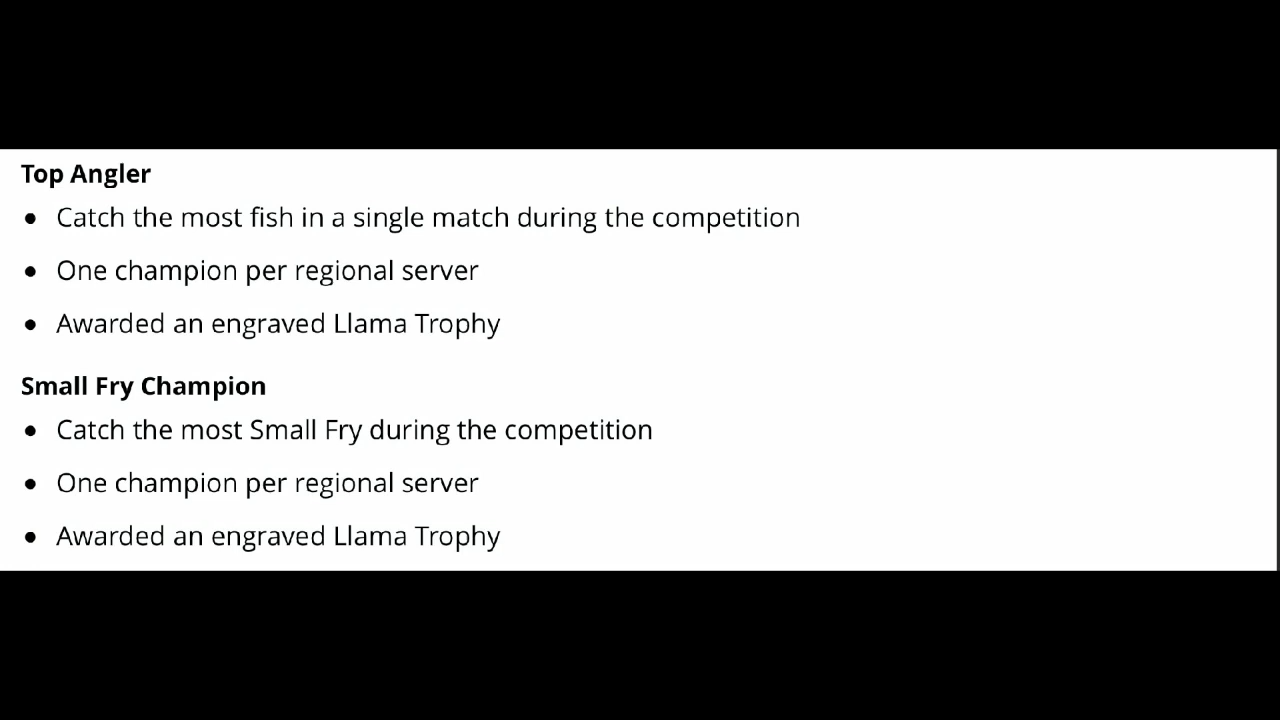 Top Angler
● Catch the most fish in a single match during the competition
● One champion per regional server
● Awarded an engraved Llama Trophy
Small Fry Champion
● Catch the most Small Fry during the competition
● One champion per regional server
● Awarded an engraved Llama Trophy